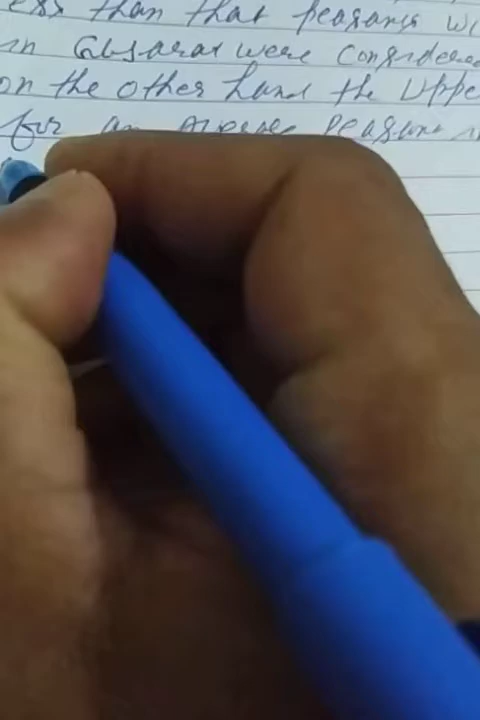 than that peasants
in Gujarat were considered
on the other hand the Uppe
for an average Peasant